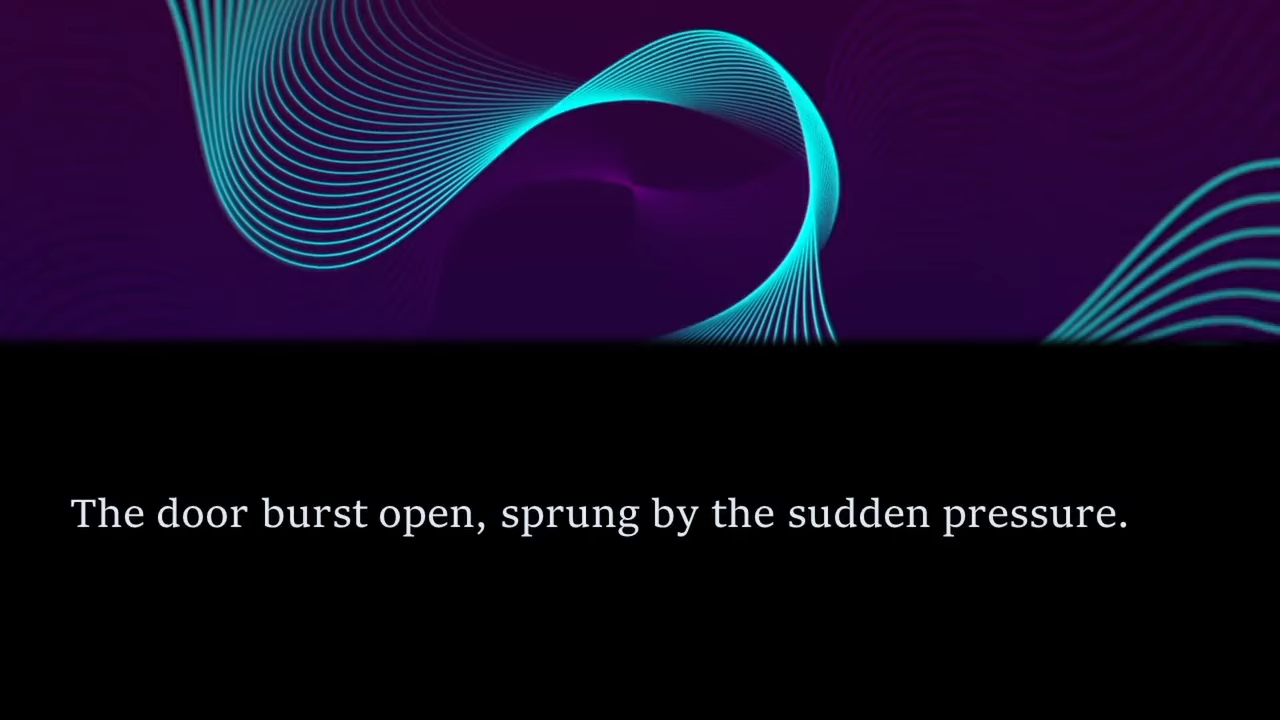 The door burst open, sprung by the sudden pressure.